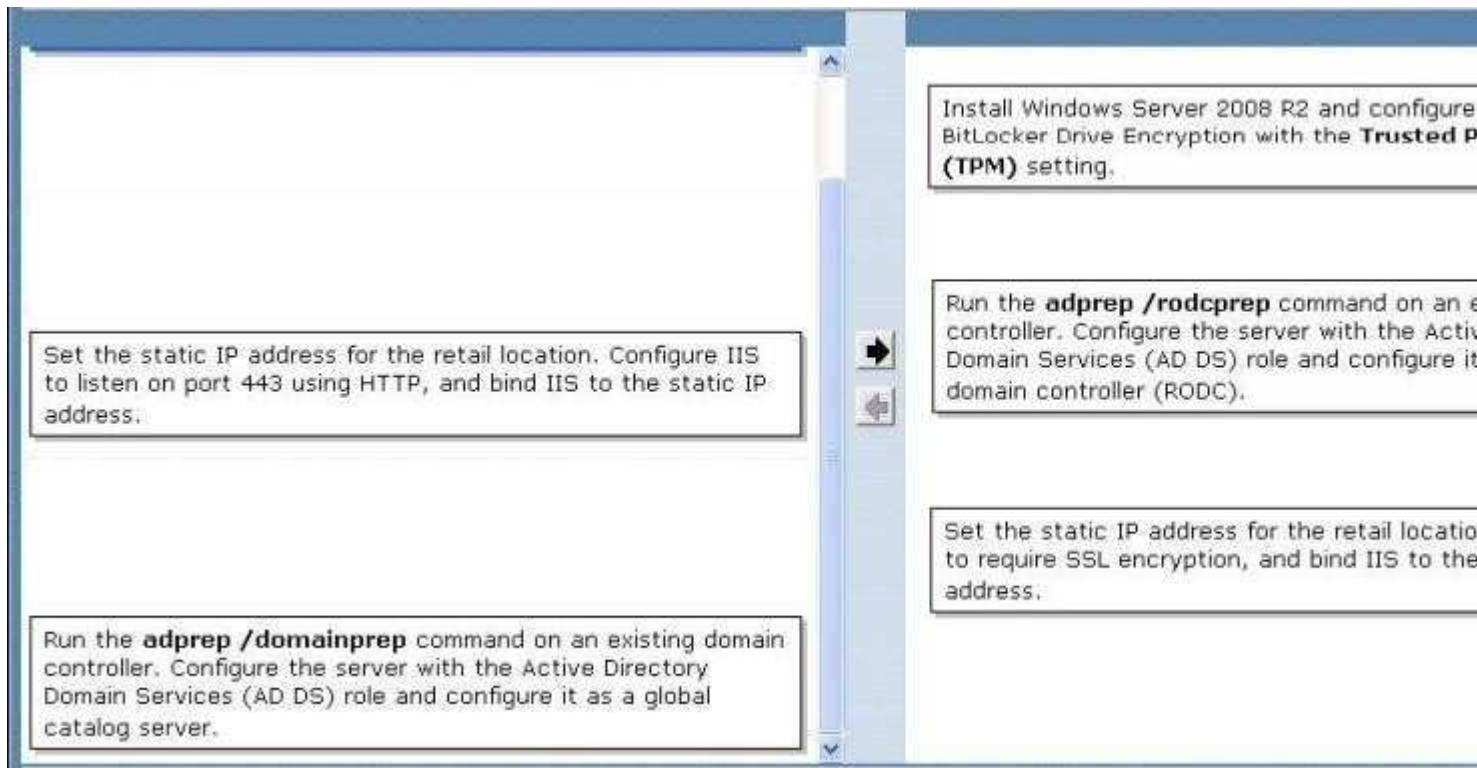 Set the static IP address for the retail location. Configure IIS
to listen on port 443 using HTTP, and bind IIS to the static IP
address.
Run the adprep /domainprep command on an existing domain
controller. Configure the server with the Active Directory
Domain Services (AD DS) role and configure it as a global
catalog server.
Install Windows Server 2008 R2 and configure
BitLocker Drive Encryption with the Trusted P
(TPM) setting.
Run the adprep /rodcprep command on an e
controller. Configure the server with the Activ
Domain Services (AD DS) role and configure it
domain controller (RODC).
Set the static IP address for the retail locatio
to require SSL encryption, and bind IIS to the
address.